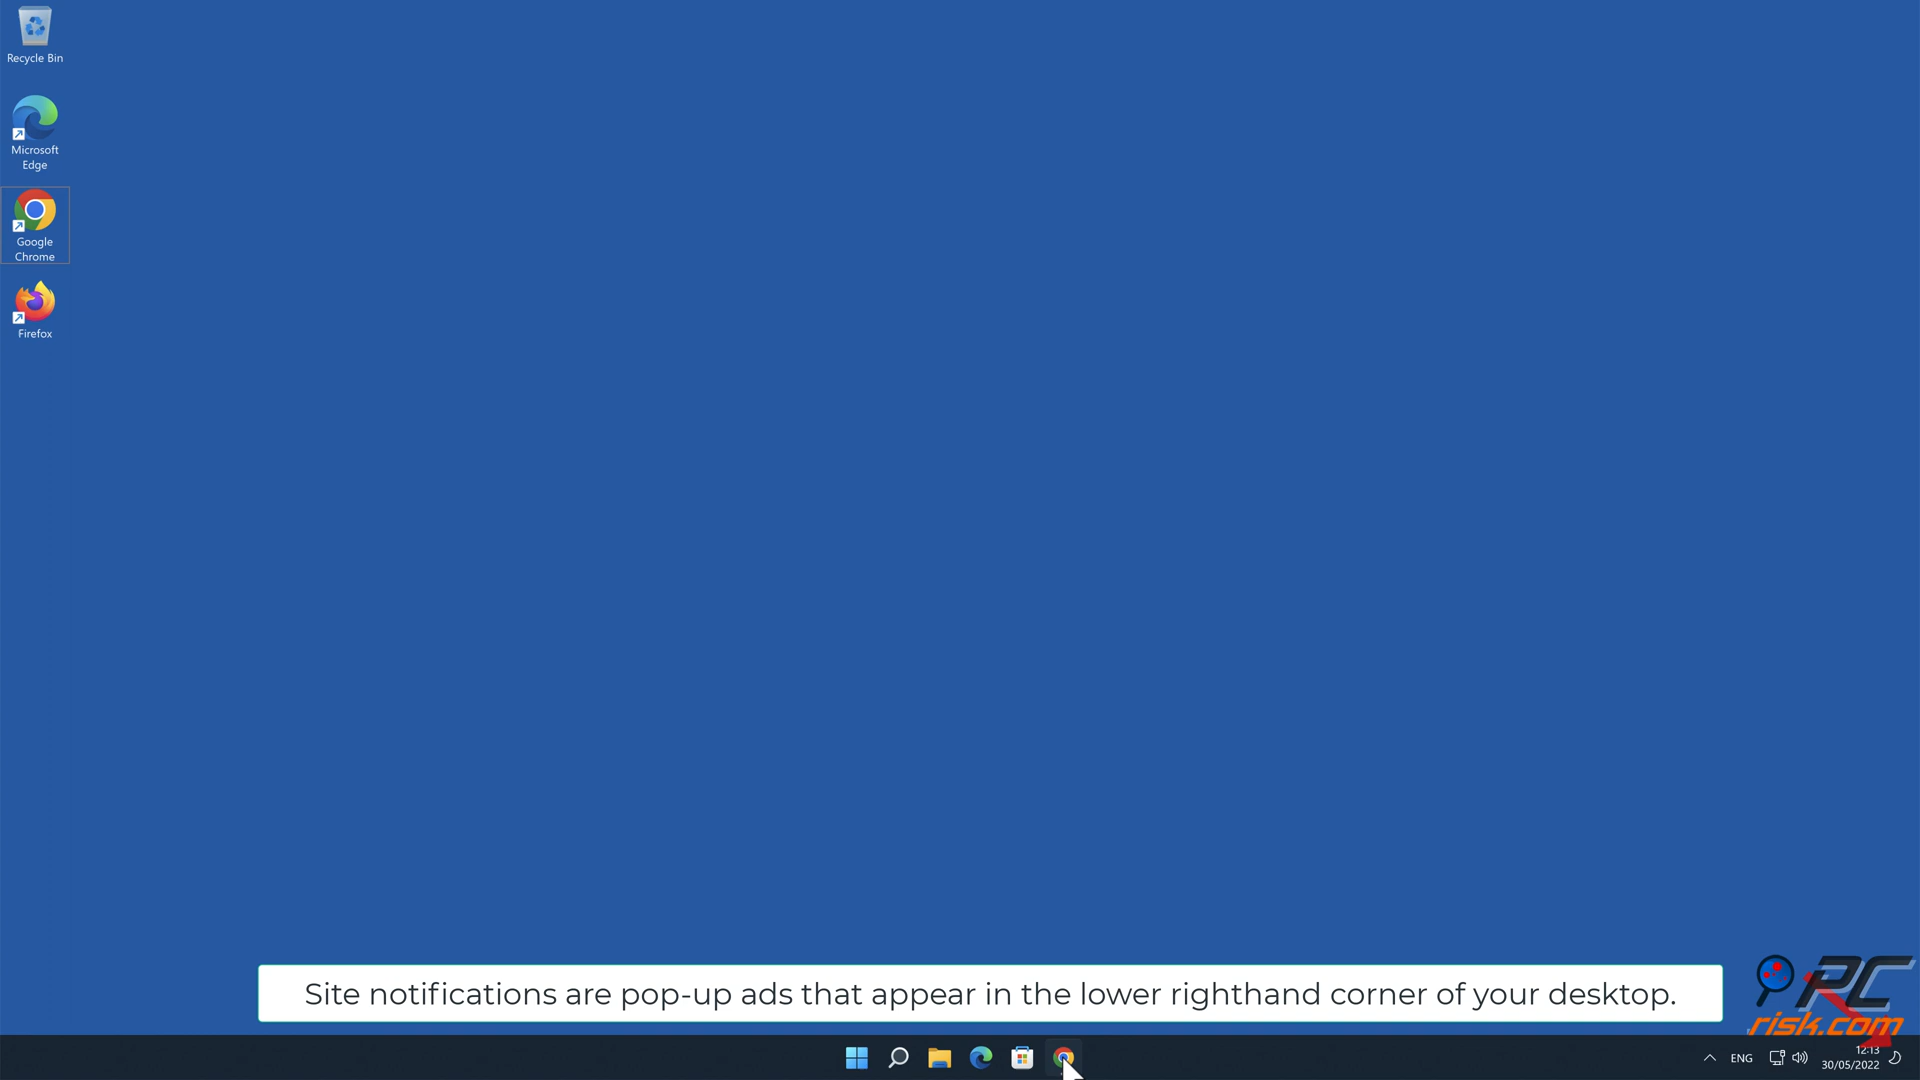 Recycle Bin
Microsoft
Edge
Google
Chrome
Firefox
Site notifications are pop-up ads that appear in the lower righthand corner of your desktop.
PC
risk.com
ENG
12:13
30/05/2022